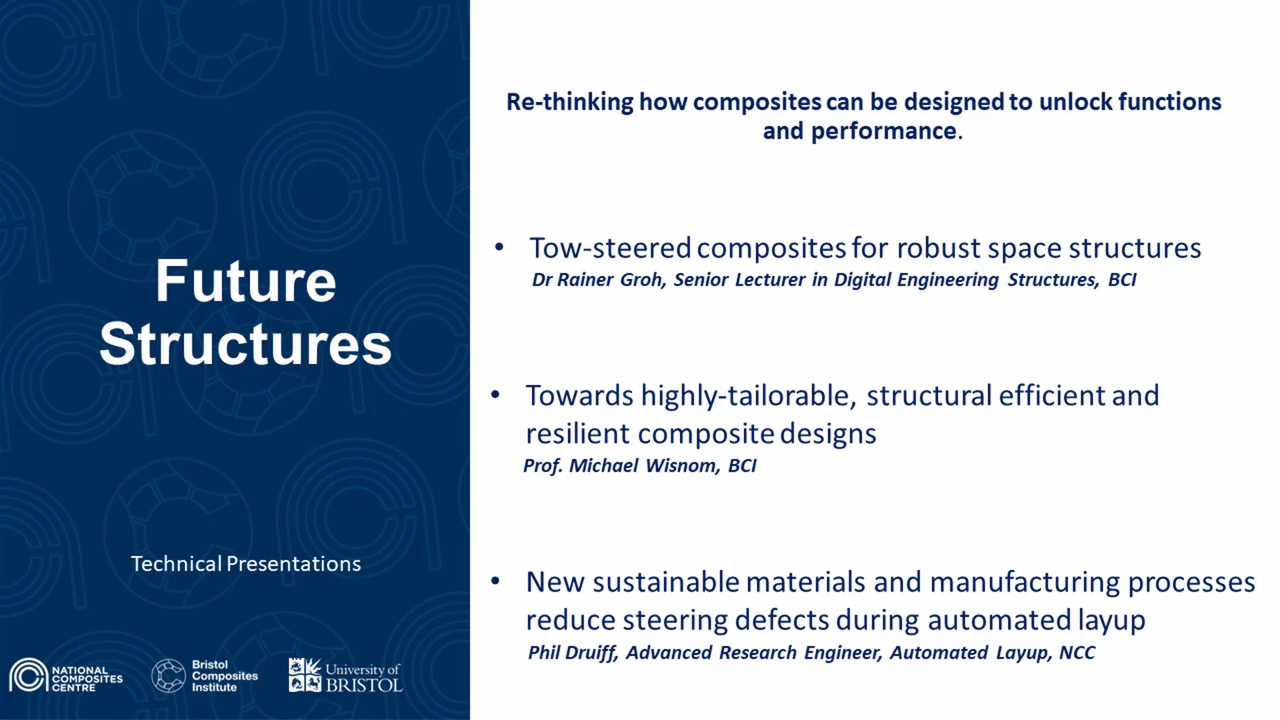 Future
Structures
Technical Presentations
NATIONAL
COMPOSITES
CENTRE
Bristol
Composites
Institute
University of
BRISTOL
Re-thinking how composites can be designed to unlock functions
and performance.
• Tow-steered composites for robust space structures
Dr Rainer Groh, Senior Lecturer in Digital Engineering Structures, BCI
• Towards highly-tailorable, structural efficient and
resilient composite designs
Prof. Michael Wisnom, BCI
• New sustainable materials and manufacturing processes
reduce steering defects during automated layup
Phil Druiff, Advanced Research Engineer, Automated Layup, NCC